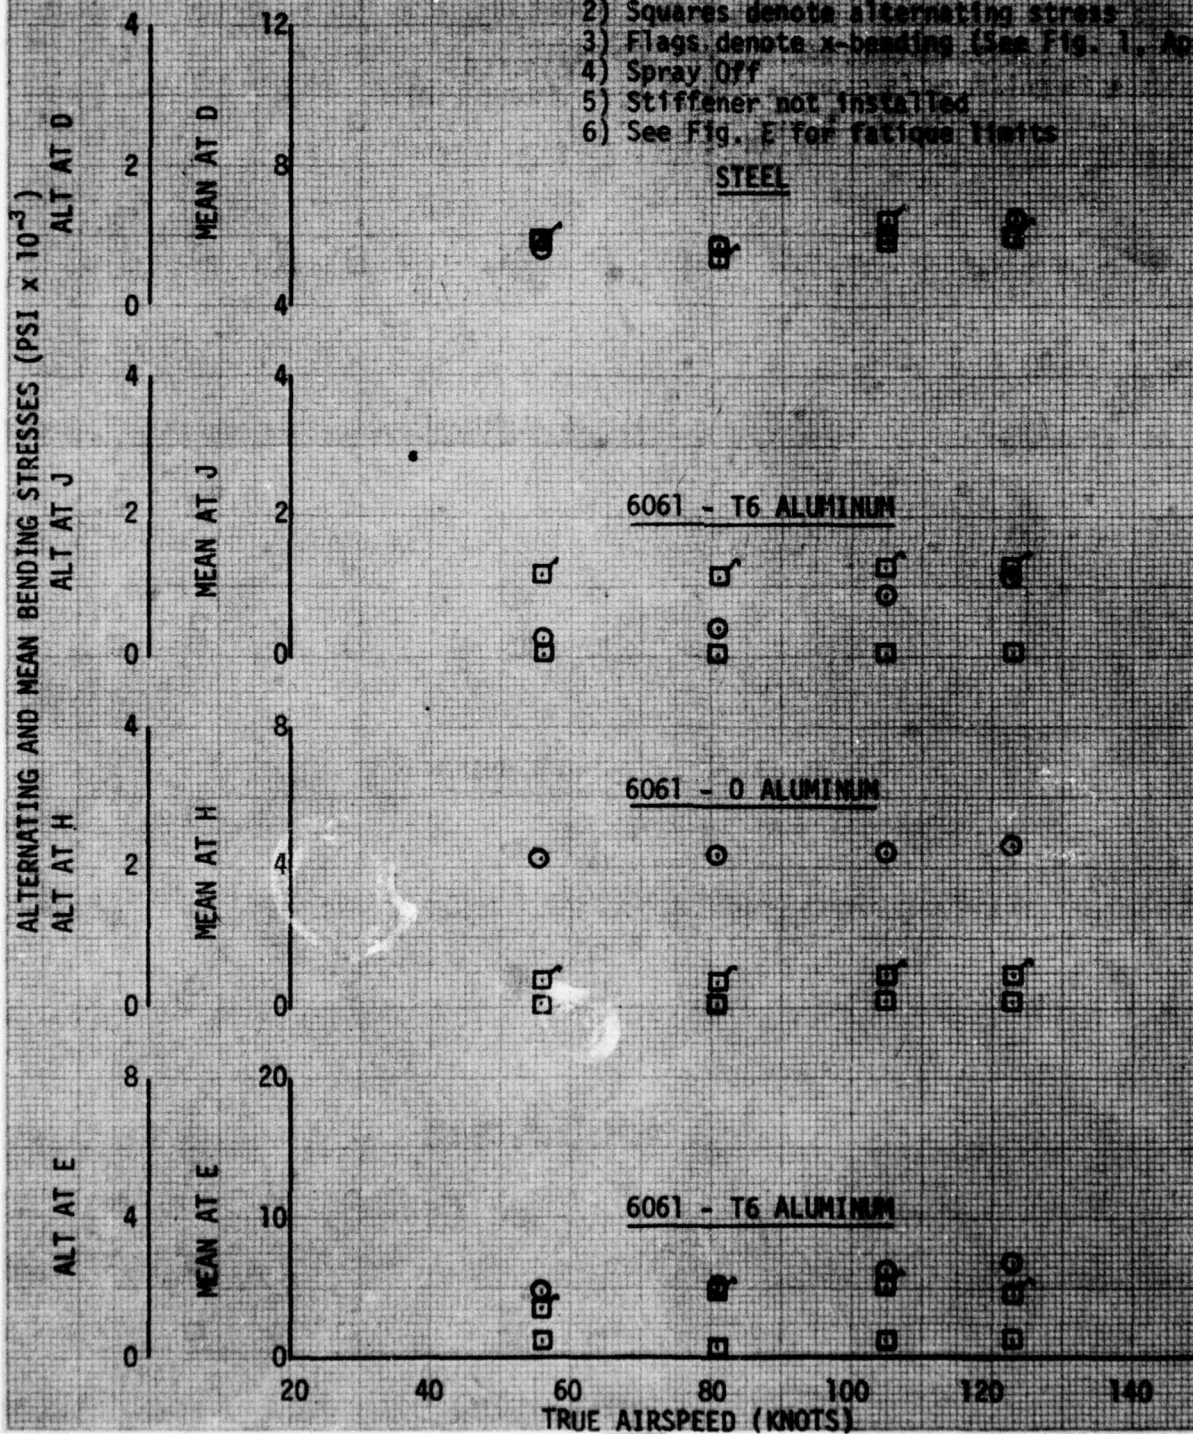 2) Squares denote alternating stress
3) Flags denote x-bending (See Fig. 1, Ap
4) Spray Off
5) Stiffener not installed
6) See Fig. E for fatique limits
ALTERNATING AND MEAN BENDING STRESSES (PSI x 10-3)
4
12
ALT AT D
MEAN AT D
2
8
STEEL
0
4
4
4
ALT AT J
MEAN AT J
2
2
6061 - T6 ALUMINUM
0
0
4
8
6061 - 0 ALUMINUM
ALT AT H
MEAN AT H
2
4
0
0
8
20
ALT AT E
MEAN AT E
4
10
6061 - T6 ALUMINUM
0
0
20 40 60 80 100 120 140
TRUE AIRSPEED (KNOTS)